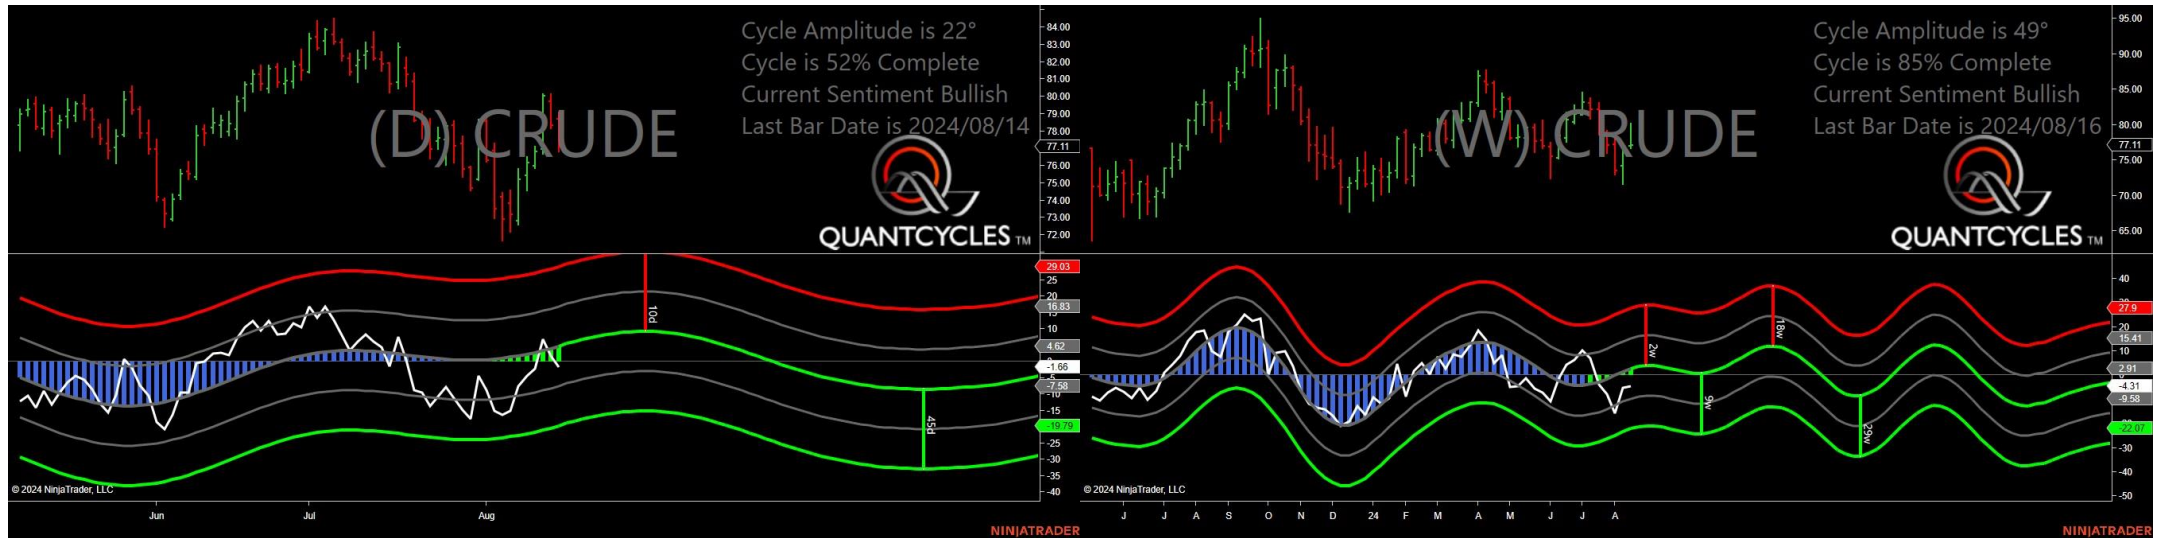 Cycle Amplitude is 22°
Cycle is 52% Complete
Current Sentiment Bullish
Last Bar Date is 2024/08/14
(D) CRUDE
QUANTCYCLES TM
84.00
83.00
82.00
81.00
80.00
79.00
78.00
77.11
76.00
75.00
74.00
73.00
72.00
29.03
25
20
16.83
15
10
4.62
-1.66
-7.58
-10
-15
-19.79
-25
-30
-35
-40
10d
45d
© 2024 NinjaTrader, LLC
Jun Jul Aug
NINJATRADER
Cycle Amplitude is 49°
Cycle is 85% Complete
Current Sentiment Bullish
Last Bar Date is 2024/08/16
(W) CRUDE
QUANTCYCLES TM
95.00
90.00
85.00
80.00
77.11
75.00
70.00
65.00
40
27.9
20
15.41
10
2.91
-4.31
-9.58
-22.07
-30
-40
-50
2w
9w
18w
29w
© 2024 NinjaTrader, LLC
J J A S O N D 24 F M A M J J A
NINJATRADER